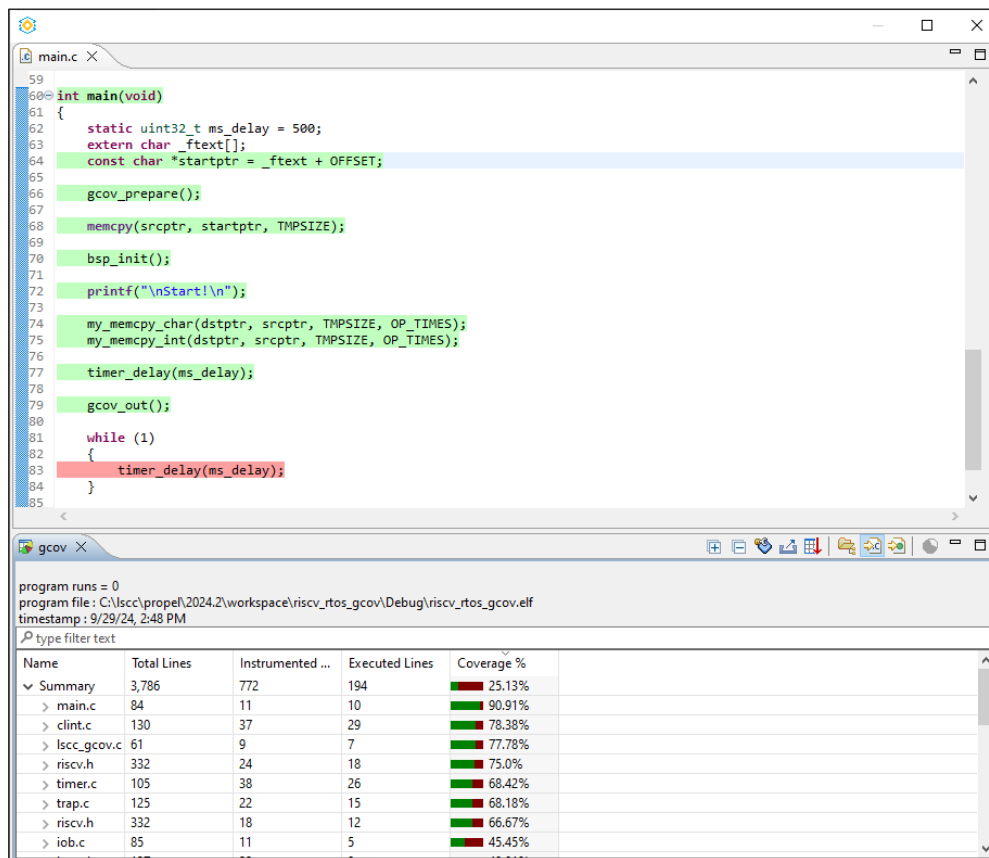 main.c
59
60 int main(void)
61 {
62 static uint32_t ms_delay = 500;
63 extern char _ftext[];
64 const char *startptr = _ftext + OFFSET;
65
66 gcov_prepare();
67
68 memcpy(srcptr, startptr, TMPSIZE);
69
70 bsp_init();
71
72 printf("\nStart!\n");
73
74 my_memcpy_char(dstptr, srcptr, TMPSIZE, OP_TIMES);
75 my_memcpy_int(dstptr, srcptr, TMPSIZE, OP_TIMES);
76
77 timer_delay(ms_delay);
78
79 gcov_out();
80
81 while (1)
82 {
83 timer_delay(ms_delay);
84 }
85
gcov
program runs = 0
program file : C:\lscc\propel\2024.2\workspace\riscv_rtos_gcov\Debug\riscv_rtos_gcov.elf
timestamp : 9/29/24, 2:48 PM
type filter text
Name Total Lines Instrumented ... Executed Lines Coverage %
Summary 3,786 772 194 25.13%
main.c 84 11 10 90.91%
clint.c 130 37 29 78.38%
lscc_gcov.c 61 9 7 77.78%
riscv.h 332 24 18 75.0%
timer.c 105 38 26 68.42%
trap.c 125 22 15 68.18%
riscv.h 332 18 12 66.67%
iob.c 85 11 5 45.45%